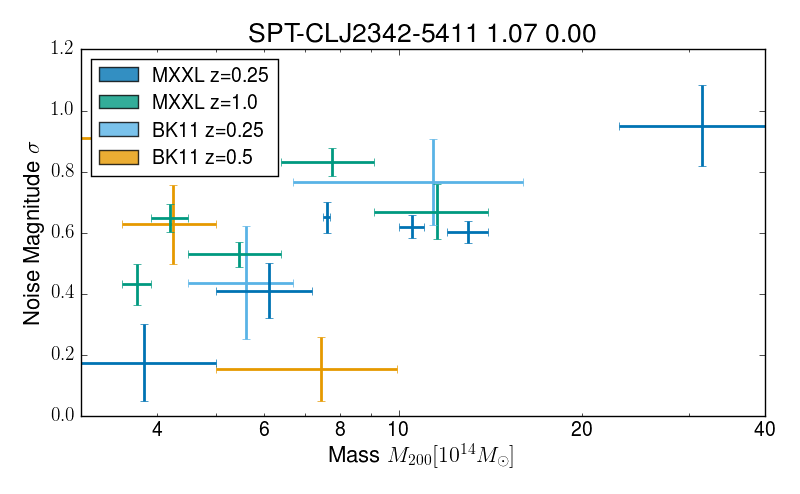 SPT-CLJ2342-5411 1.07 0.00
1.2
1.0
0.8
0.6
0.4
0.2
0.0
Noise Magnitude σ
MXXL z=0.25
MXXL z=1.0
BK11 z=0.25
BK11 z=0.5
4 6 8 10 20 40
Mass M₂₀₀[10¹⁴M☉]